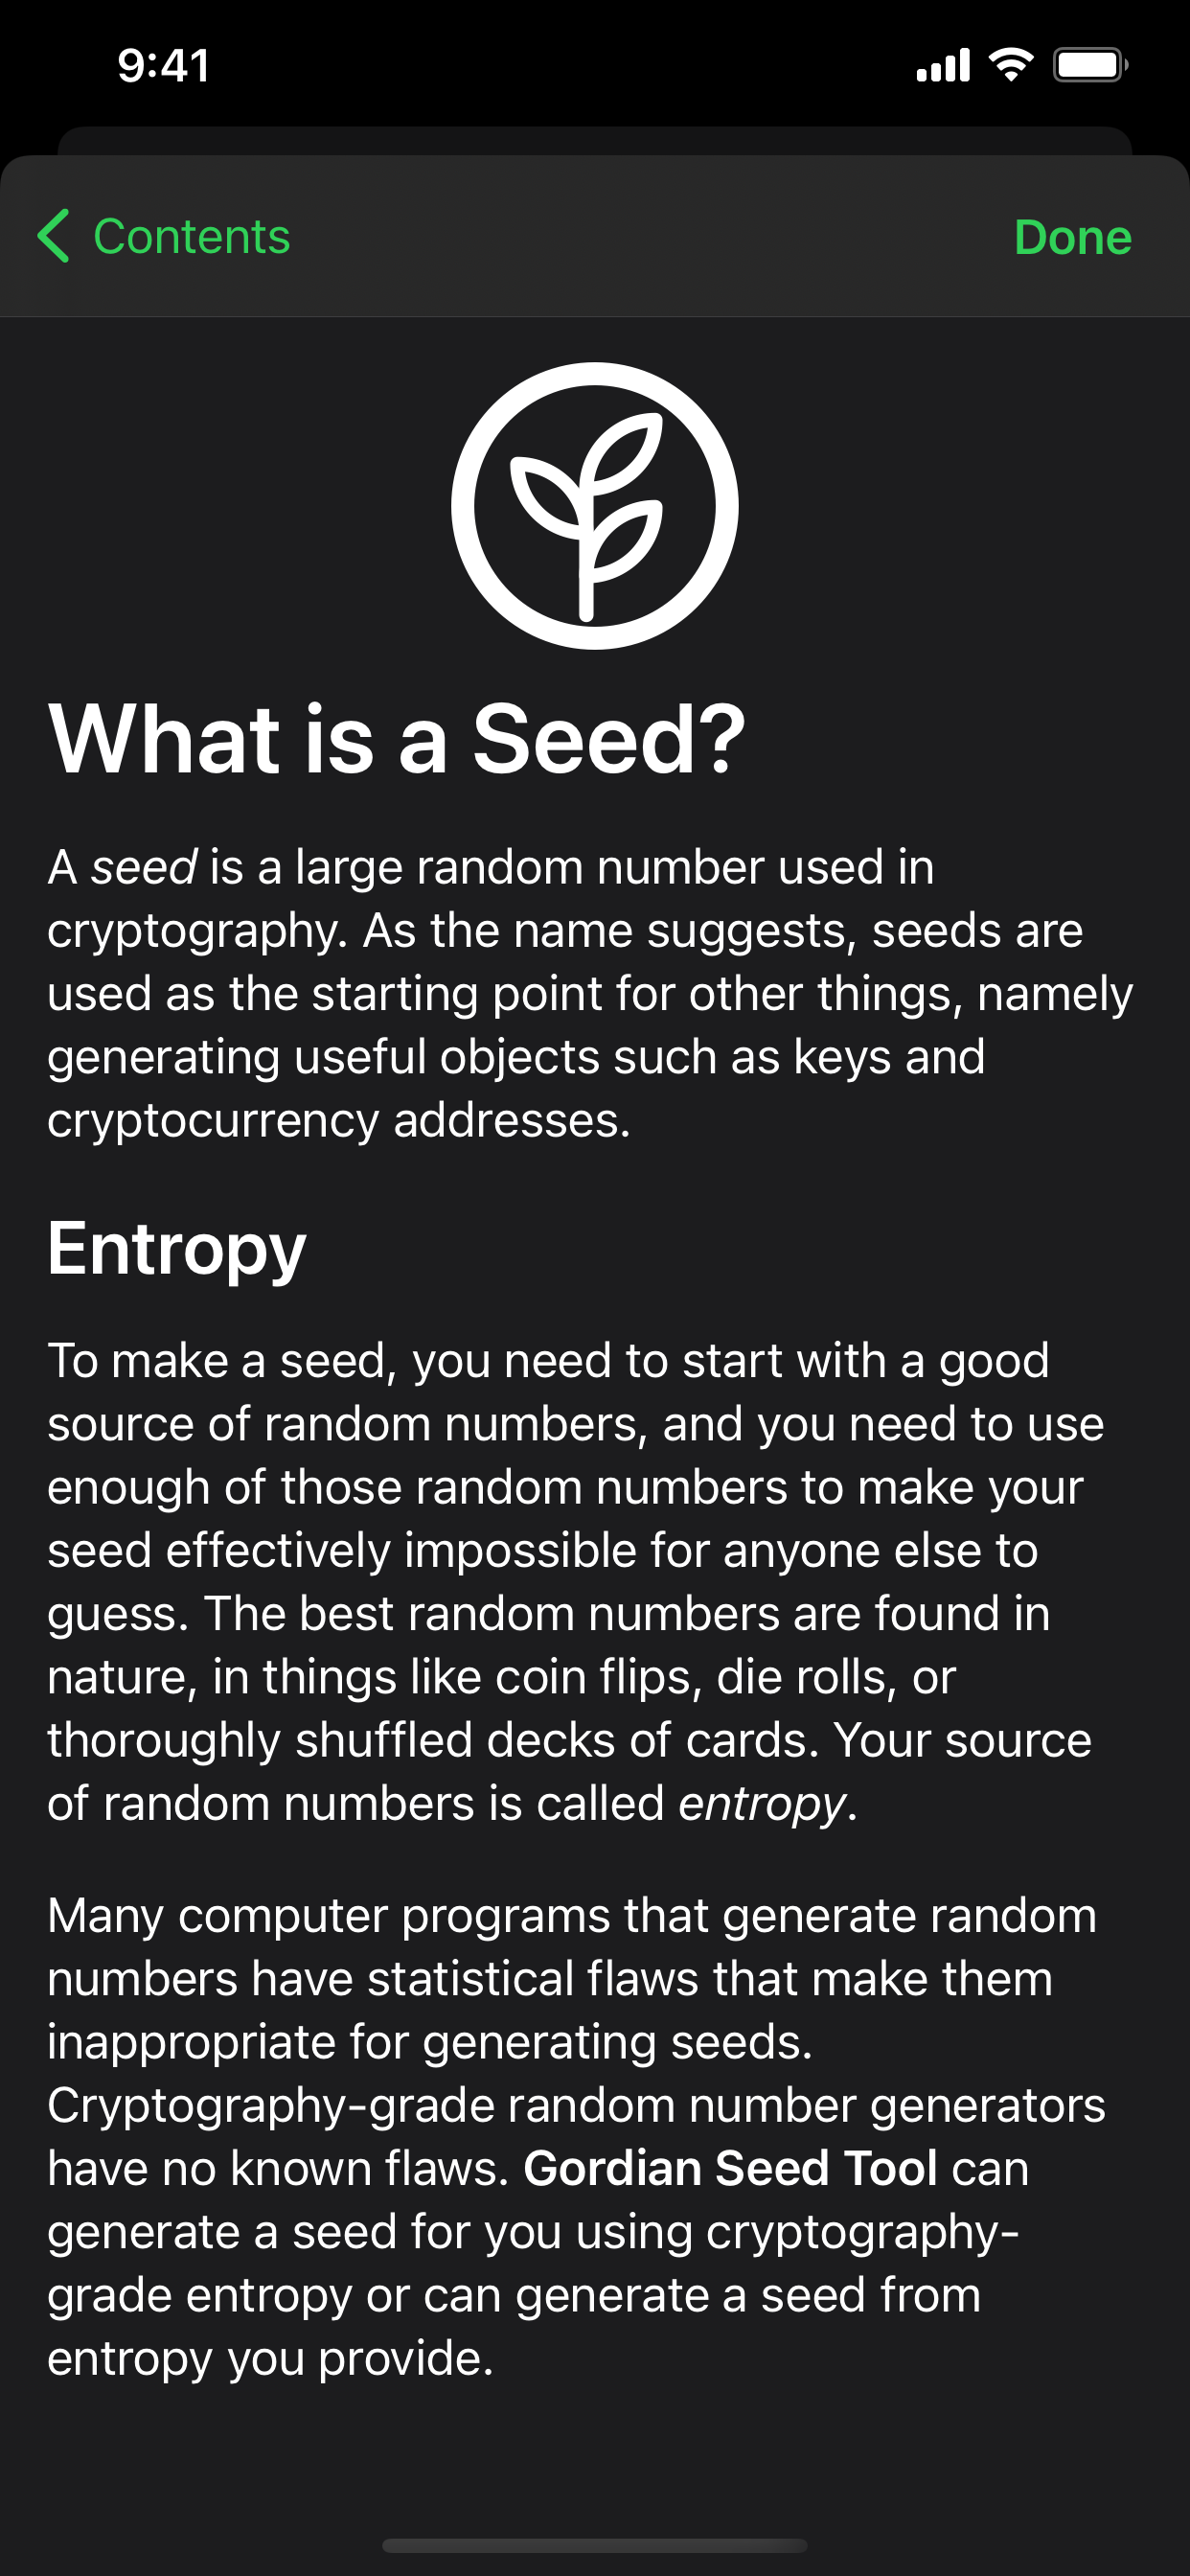 9:41
Contents
Done
What is a Seed?
A seed is a large random number used in
cryptography. As the name suggests, seeds are
used as the starting point for other things, namely
generating useful objects such as keys and
cryptocurrency addresses.
Entropy
To make a seed, you need to start with a good
source of random numbers, and you need to use
enough of those random numbers to make your
seed effectively impossible for anyone else to
guess. The best random numbers are found in
nature, in things like coin flips, die rolls, or
thoroughly shuffled decks of cards. Your source
of random numbers is called entropy.
Many computer programs that generate random
numbers have statistical flaws that make them
inappropriate for generating seeds.
Cryptography-grade random number generators
have no known flaws. Gordian Seed Tool can
generate a seed for you using cryptography-
grade entropy or can generate a seed from
entropy you provide.